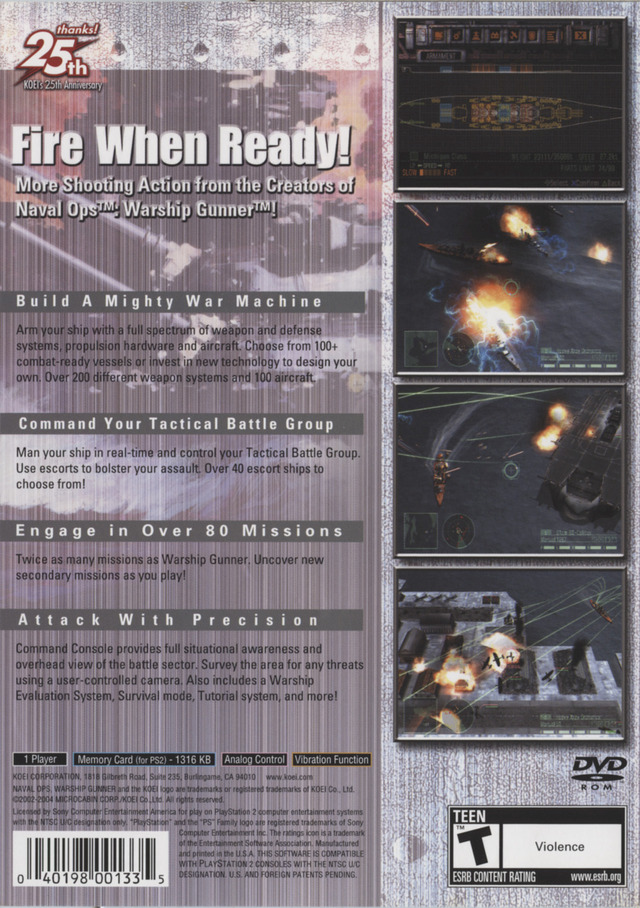 thanks!
25th
KOEI's 25th Anniversary
Fire When Ready!
More Shooting Action from the Creators of
Naval Ops™: Warship Gunner™!
Build A Mighty War Machine
Arm your ship with a full spectrum of weapon and defense
systems, propulsion hardware and aircraft. Choose from 100+
combat-ready vessels or invest in new technology to design your
own. Over 200 different weapon systems and 100 aircraft.
Command Your Tactical Battle Group
Man your ship in real-time and control your Tactical Battle Group.
Use escorts to bolster your assault. Over 40 escort ships to
choose from!
Engage in Over 80 Missions
Twice as many missions as Warship Gunner. Uncover new
secondary missions as you play!
Attack With Precision
Command Console provides full situational awareness and
overhead view of the battle sector. Survey the area for any threats
using a user-controlled camera. Also includes a Warship
Evaluation System, Survival mode, Tutorial system, and more!
1 Player
Memory Card (for PS2) - 1316 KB
Analog Control
Vibration Function
KOEI CORPORATION, 1818 Gilbreth Road, Suite 235, Burlingame, CA 94010 www.koei.com
NAVAL OPS, WARSHIP GUNNER and the KOEI logo are trademarks or registered trademarks of KOEI Co., Ltd.
©2002-2004 MICROCABIN CORP./KOEI Co., Ltd. All rights reserved.
Licensed by Sony Computer Entertainment America for play on PlayStation 2 computer entertainment systems
with the NTSC U/C designation only. "PlayStation" and the "PS" Family logo are registered trademarks of Sony
Computer Entertainment Inc. The ratings icon is a trademark
of the Entertainment Software Association. Manufactured
and printed in the U.S.A. THIS SOFTWARE IS COMPATIBLE
WITH PLAYSTATION 2 CONSOLES WITH THE NTSC U/C
DESIGNATION. U.S. AND FOREIGN PATENTS PENDING.
0 40198 00133 5
ARMAMENT
SLOW
FAST
DVD
ROM
TEEN
T
TM
Violence
ESRB CONTENT RATING
www.esrb.org